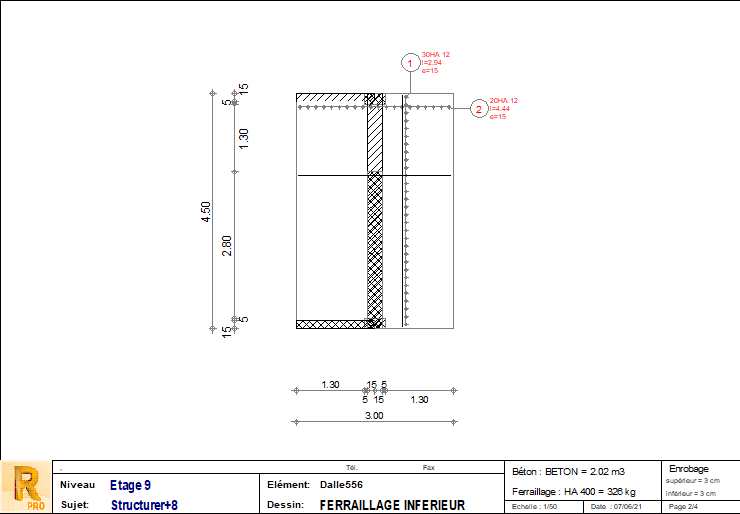 30HA 12
l=2.94
e=15
1
20HA 12
l=4.44
e=15
2
15
5
1.30
4.50
2.80
5
15
1.30
15
5
5
15
1.30
3.00
R
PRO
.
Tél.
Fax
Niveau Etage 9
Sujet: Structurer+8
Elément: Dalle556
Dessin: FERRAILLAGE INFERIEUR
Béton : BETON = 2.02 m3
Ferraillage : HA 400 = 326 kg
Echelle : 1/50
Date : 07/06/21
Enrobage
supérieur = 3 cm
inférieur = 3 cm
Page 2/4